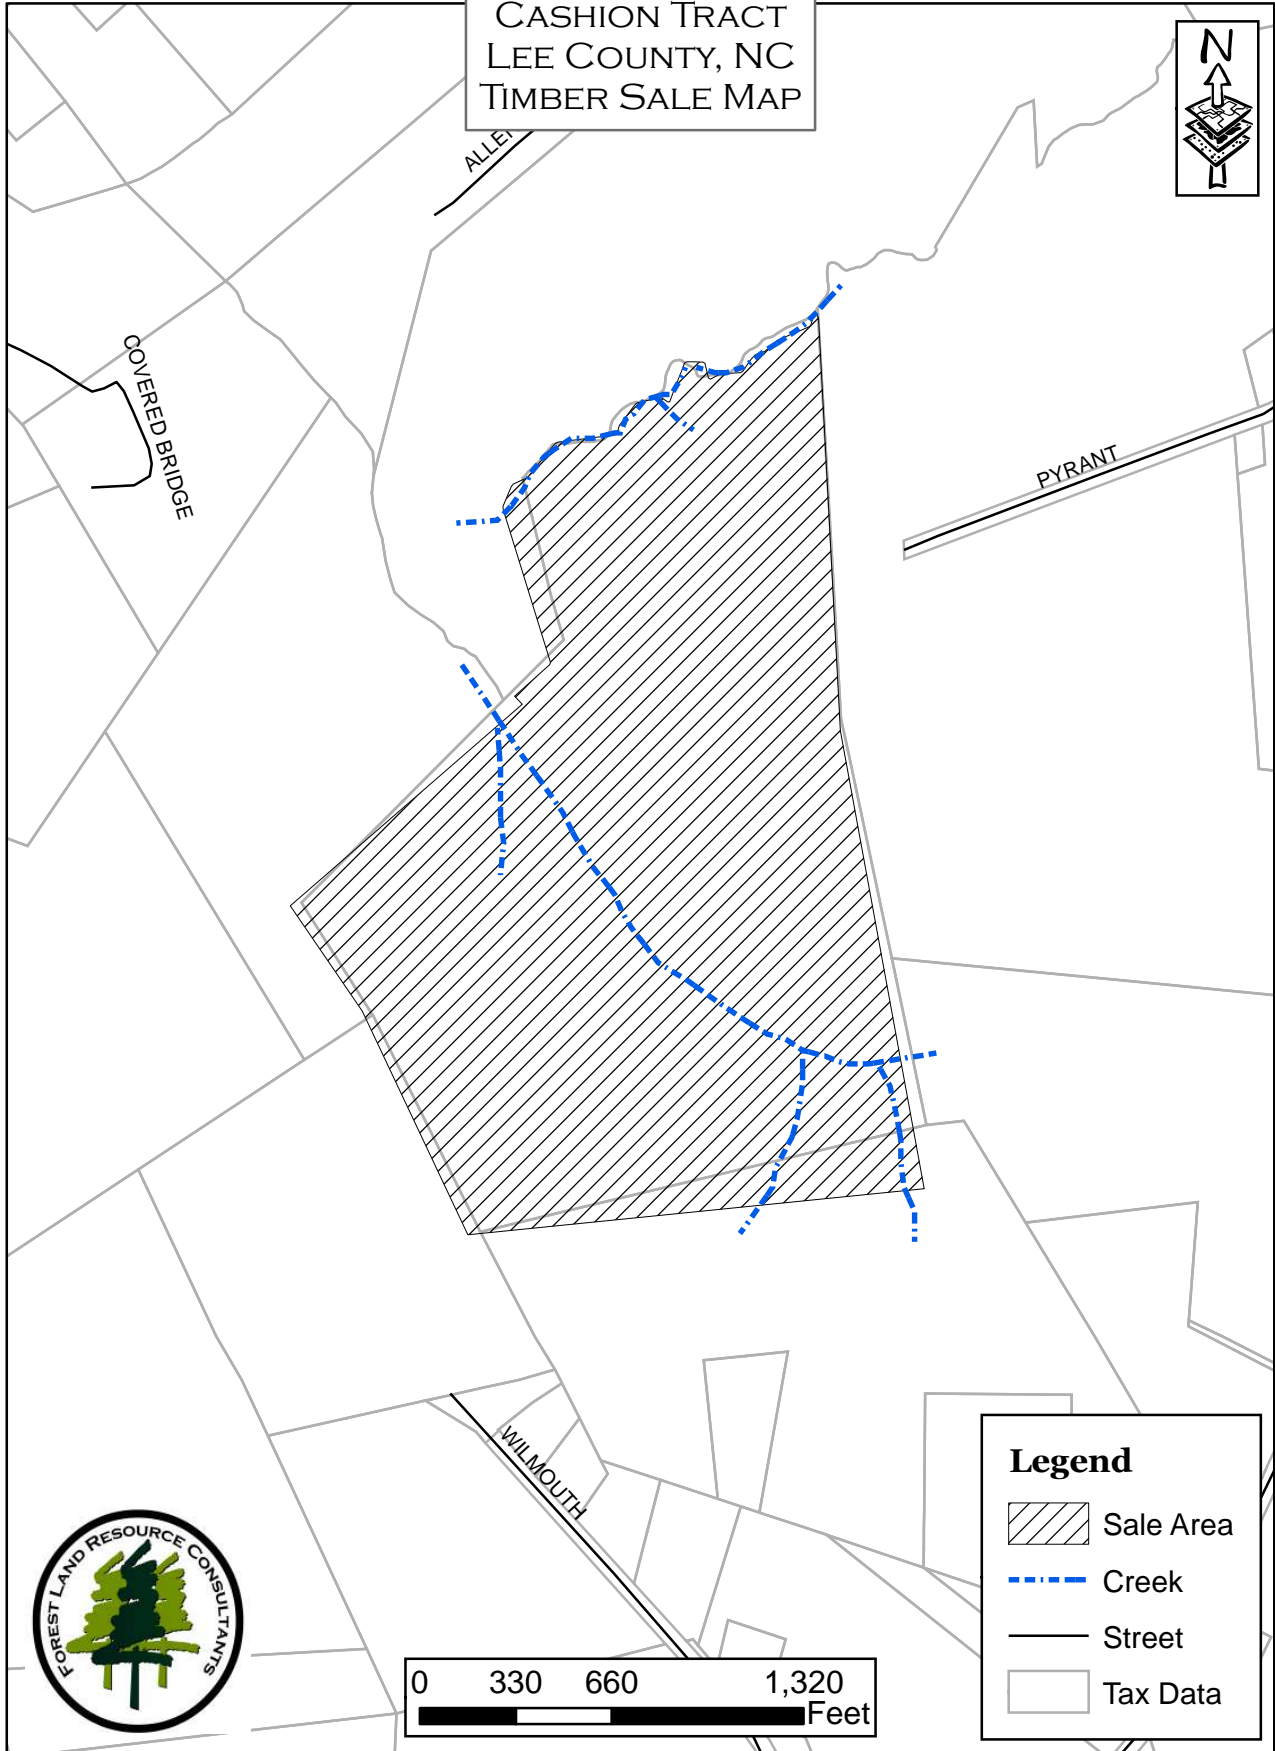 CASHION TRACT
LEE COUNTY, NC
TIMBER SALE MAP
N
COVERED BRIDGE
PYRANT
WILMOUTH
Legend
Sale Area
Creek
Street
Tax Data
FOREST LAND RESOURCE CONSULTANTS
0 330 660 1,320
Feet